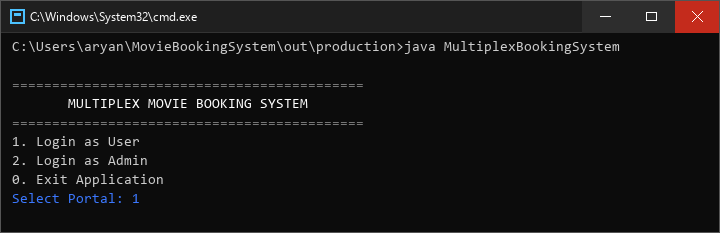 C:\Windows\System32\cmd.exe
C:\Users\aryan\MovieBookingSystem\out\production>java MultiplexBookingSystem
============================================
       MULTIPLEX MOVIE BOOKING SYSTEM
============================================
1. Login as User
2. Login as Admin
0. Exit Application
Select Portal: 1